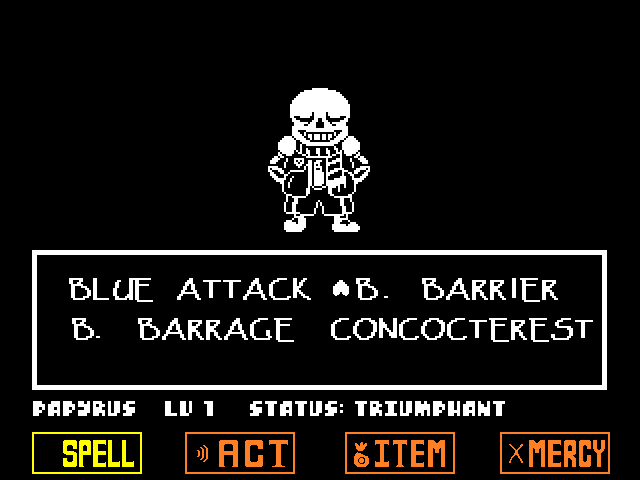 BLUE ATTACK B. BARRIER
B. BARRAGE CONCOCTEREST
PAPYRUS LV 1 STATUS: TRIUMPHANT
SPELL ACT ITEM MERCY